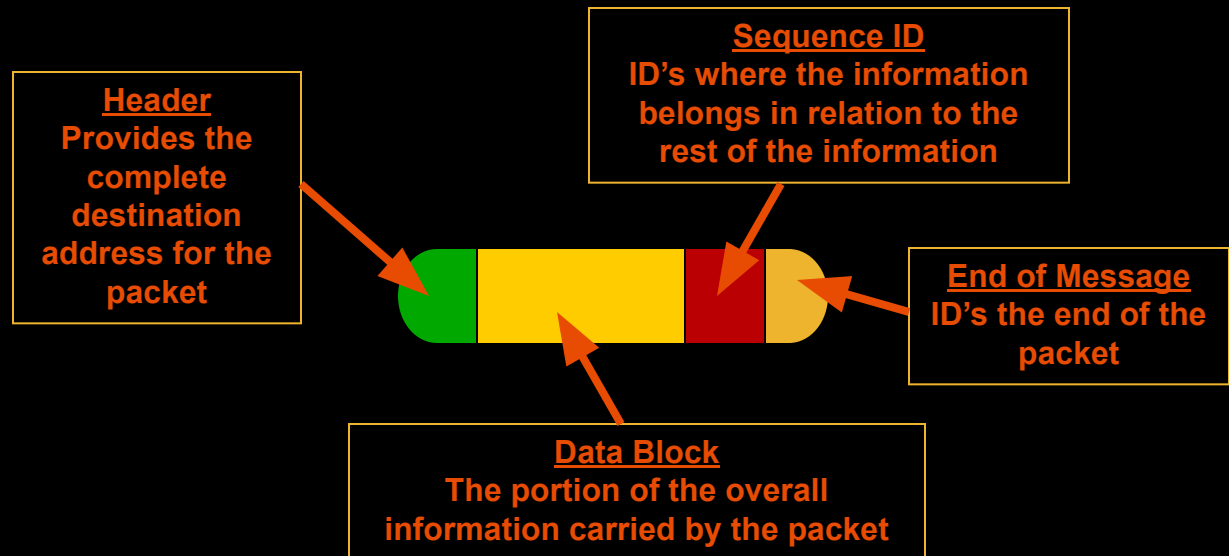 Sequence ID
ID’s where the information
belongs in relation to the
rest of the information
Header
Provides the
complete
destination
address for the
packet
End of Message
ID’s the end of the
packet
Data Block
The portion of the overall
information carried by the packet